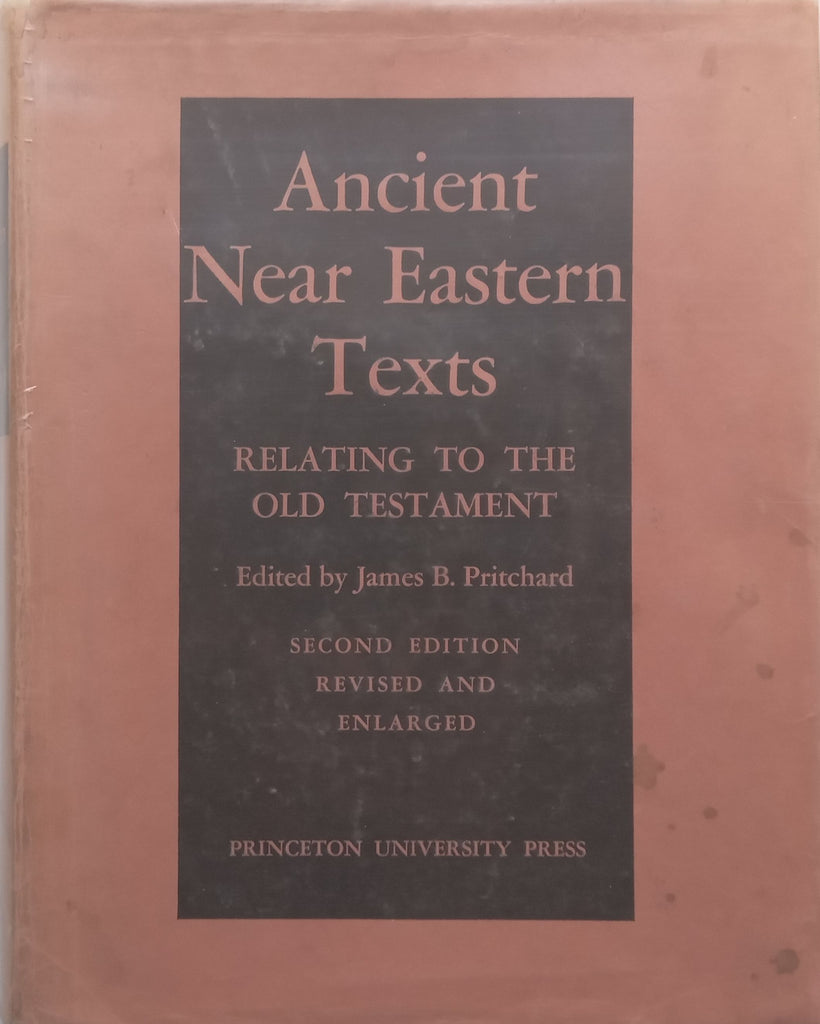 Ancient
Near Eastern
Texts
RELATING TO THE
OLD TESTAMENT
Edited by James B. Pritchard
SECOND EDITION
REVISED AND
ENLARGED
PRINCETON UNIVERSITY PRESS